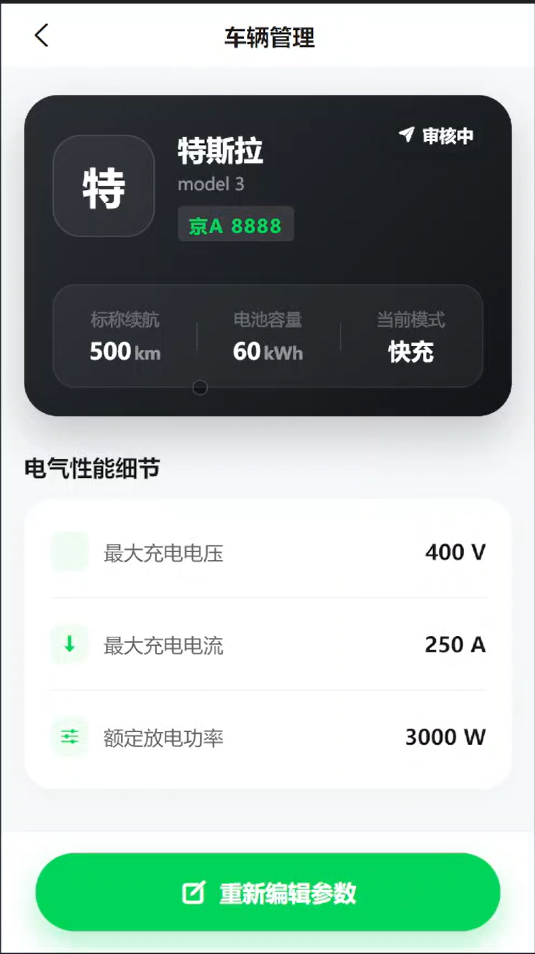 车辆管理
审核中
特
特斯拉
model 3
京A 8888
标称续航 电池容量 当前模式
500 km 60 kWh 快充
电气性能细节
最大充电电压 400 V
最大充电电流 250 A
额定放电功率 3000 W
重新编辑参数